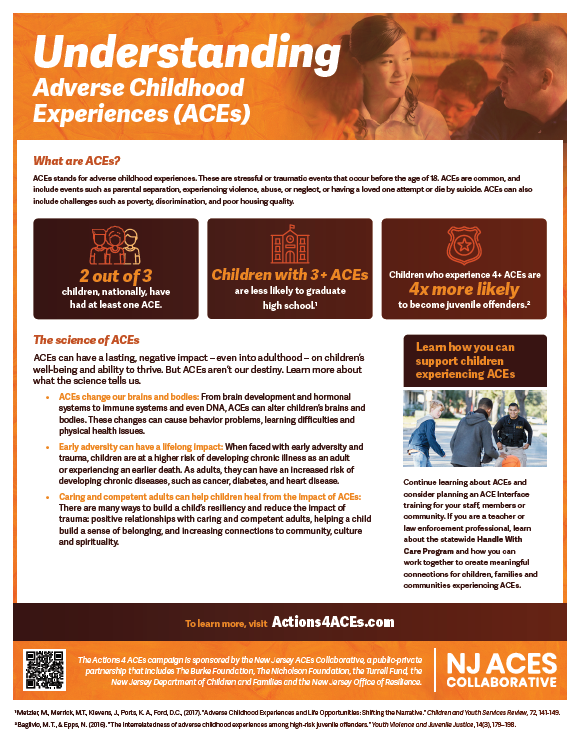 Understanding
Adverse Childhood
Experiences (ACEs)
What are ACEs?
ACEs stands for adverse childhood experiences. These are stressful or traumatic events that occur before the age of 18. ACEs are common, and
include events such as parental separation, experiencing violence, abuse, or neglect, or having a loved one attempt or die by suicide. ACEs can also
include challenges such as poverty, discrimination, and poor housing quality.
2 out of 3
children, nationally, have
had at least one ACE.
Children with 3+ ACEs
are less likely to graduate
high school.¹
Children who experience 4+ ACEs are
4x more likely
to become juvenile offenders.²
The science of ACEs
ACEs can have a lasting, negative impact – even into adulthood – on children's
well-being and ability to thrive. But ACEs aren't our destiny. Learn more about
what the science tells us.
• ACEs change our brains and bodies: From brain development and hormonal
systems to immune systems and even DNA, ACEs can alter children's brains and
bodies. These changes can cause behavior problems, learning difficulties and
physical health issues.
• Early adversity can have a lifelong impact: When faced with early adversity and
trauma, children are at a higher risk of developing chronic illness as an adult
or experiencing an earlier death. As adults, they can have an increased risk of
developing chronic diseases, such as cancer, diabetes, and heart disease.
• Caring and competent adults can help children heal from the impact of ACEs:
There are many ways to build a child's resiliency and reduce the impact of
trauma: positive relationships with caring and competent adults, helping a child
build a sense of belonging, and increasing connections to community, culture
and spirituality.
Learn how you can
support children
experiencing ACEs
Continue learning about ACEs and
consider planning an ACE Interface
training for your staff, members or
community. If you are a teacher or
law enforcement professional, learn
about the statewide Handle With
Care Program and how you can
work together to create meaningful
connections for children, families and
communities experiencing ACEs.
To learn more, visit Actions4ACEs.com
The Actions 4 ACEs campaign is sponsored by the New Jersey ACEs Collaborative, a public-private
partnership that includes The Burke Foundation, The Nicholson Foundation, the Turrell Fund, the
New Jersey Department of Children and Families and the New Jersey Office of Resilience.
NJ ACES
COLLABORATIVE
¹Metzler, M., Merrick, M.T., Klevens, J., Ports, K. A., Ford, D.C., (2017). "Adverse Childhood Experiences and Life Opportunities: Shifting the Narrative." Children and Youth Services Review, 72, 141-149.
²Baglivio, M. T., & Epps, N. (2016). "The interrelatedness of adverse childhood experiences among high-risk juvenile offenders." Youth Violence and Juvenile Justice, 14(3), 179–198.